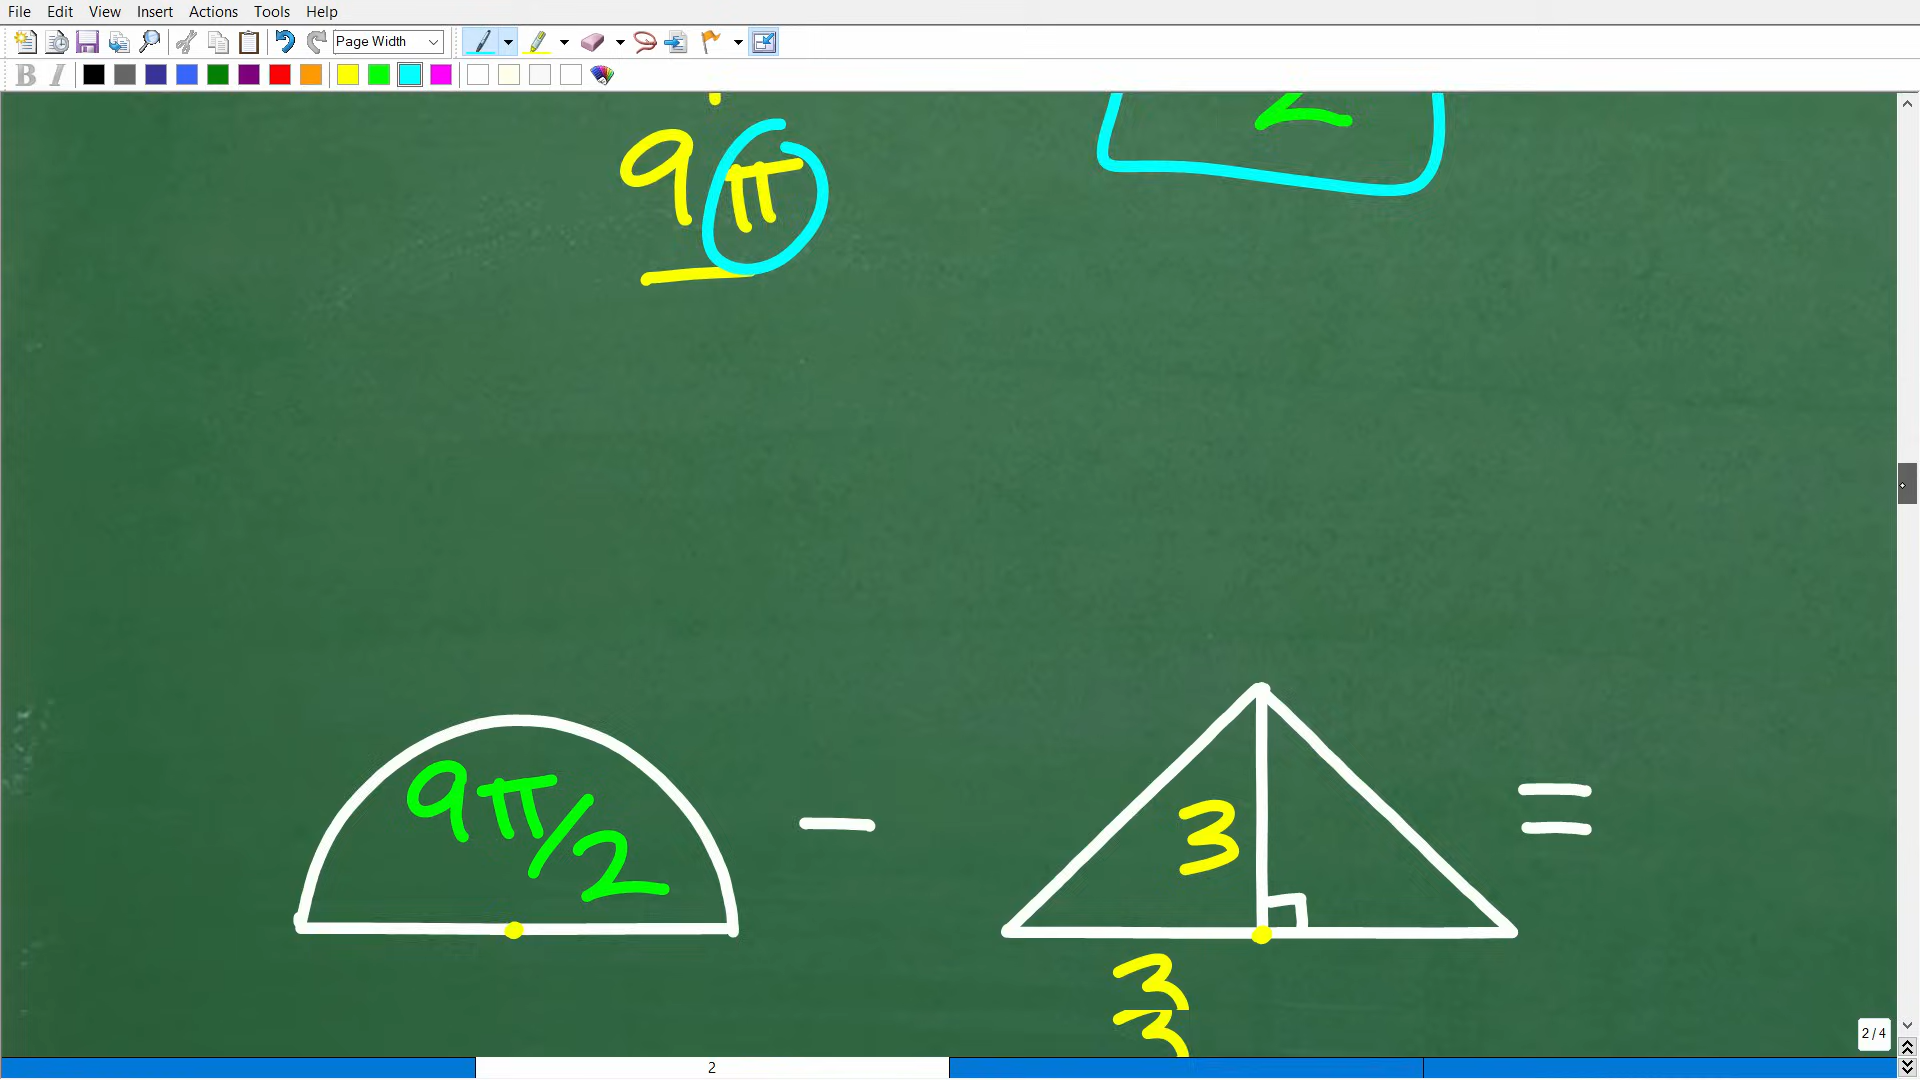 File Edit View Insert Actions Tools Help
Page Width
B I
2
9π
9π/2
−
3
=
3
3
2 / 4
2